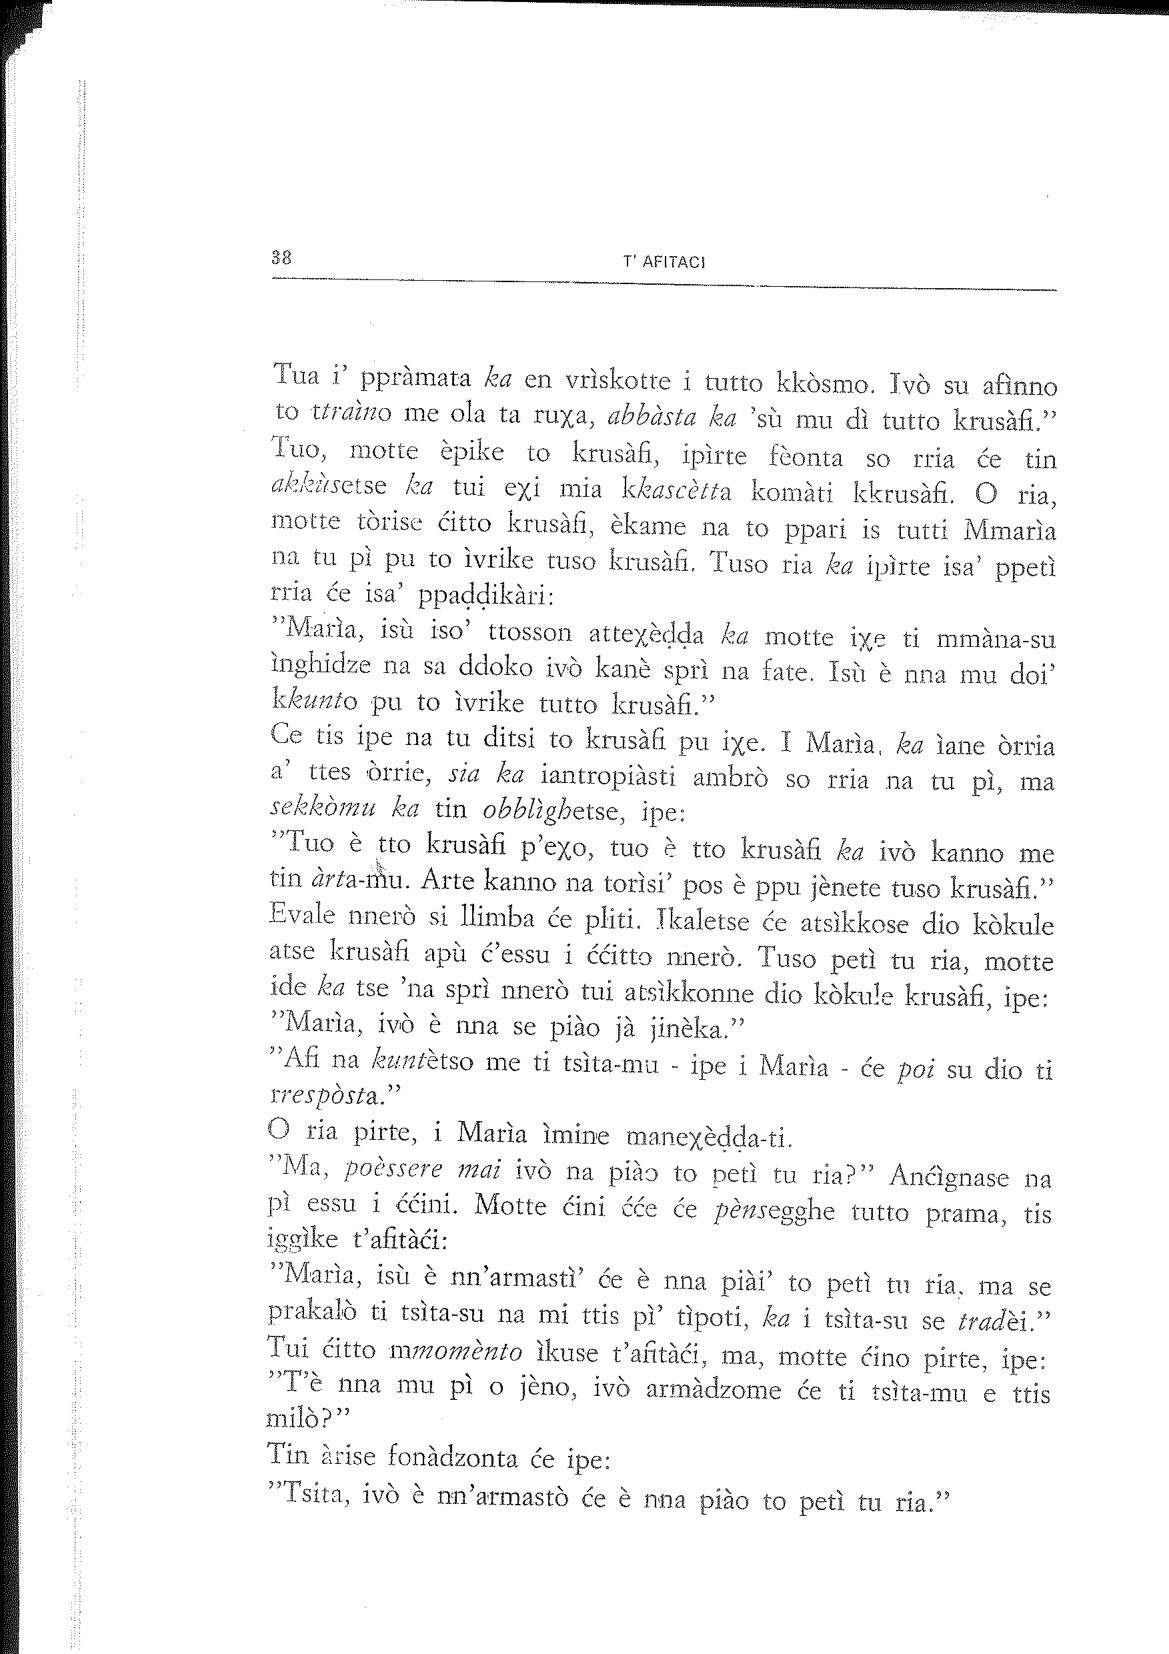 38
T' AFITACI
Tua i' ppràmata ka en vrìskotte i tutto kkòsmo. Ivò su afìnno
to ttraìno me ola ta ruχa, abbàsta ka 'sù mu dì tutto krusàfi."
Tuo, motte èpike to krusàfi, ipìrte fèonta so rria će tin
akkùsetse ka tui eχi mia kkascètta komàti kkrusàfi. O ria,
motte tòrise ćitto krusàfi, èkame na to ppari is tutti Mmarìa
na tu pì pu to ìvrike tuso krusàfi. Tuso ria ka ipìrte isa' ppetì
rria će isa' ppaḍḍikàri:
"Marìa, isù iso' ttosson atteχèḍḍa ka motte iχe ti mmàna-su
ìnghidze na sa ddoko ivò kanè sprì na fate. Isù è nna mu doi'
kkunto pu to ìvrike tutto krusàfi."
Ce tis ipe na tu ditsi to krusàfi pu iχe. I Marìa, ka ìane òrria
a' ttes òrrie, sia ka iantropiàsti ambrò so rria na tu pì, ma
sekkòmu ka tin obblìghetse, ipe:
"Tuo è tto krusàfi p'eχo, tuo è tto krusàfi ka ivò kanno me
tin àrta-mu. Arte kanno na torìsi' pos è ppu jènete tuso krusàfi."
Evale nnerò si llimba će pliti. Ikaletse će atsìkkose dio kòkule
atse krusàfi apù ć'essu i ććitto nnerò. Tuso petì tu ria, motte
ide ka tse 'na sprì nnerò tui atsìkkonne dio kòkule krusàfi, ipe:
"Marìa, ivò è nna se piào jà jinèka."
"Afi na kuntètso me ti tsìta-mu - ipe i Marìa - će poi su dio ti
rrespòsta."
O ria pirte, i Marìa ìmine maneχèḍḍa-ti.
"Ma, poèssere mai ivò na piào to petì tu ria?" Anćìgnase na
pì essu i ććini. Motte ćini ćće će pènsegghe tutto prama, tis
iggìke t'afitàći:
"Marìa, isù è nn'armastì' će è nna piài' to petì tu ria, ma se
prakalò ti tsìta-su na mi ttis pì' tìpoti, ka i tsìta-su se tradèi."
Tui ćitto mmomènto ìkuse t'afitàći, ma, motte ćino pirte, ipe:
"T'è nna mu pì o jèno, ivò armàdzome će ti tsìta-mu e ttis
milò?"
Tin àrise fonàdzonta će ipe:
"Tsita, ivò è nn'armastò će è nna piào to petì tu ria."